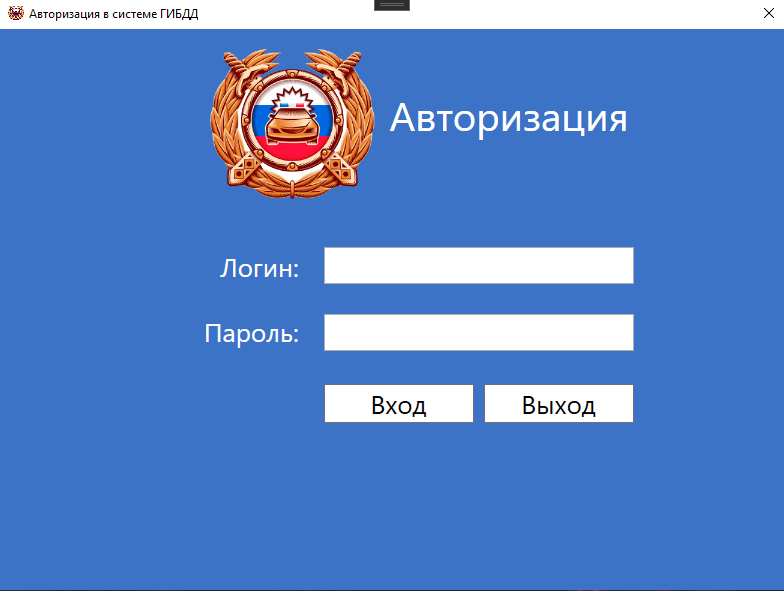 Авторизация в системе ГИБДД
Авторизация
Логин:
Пароль:
Вход Выход